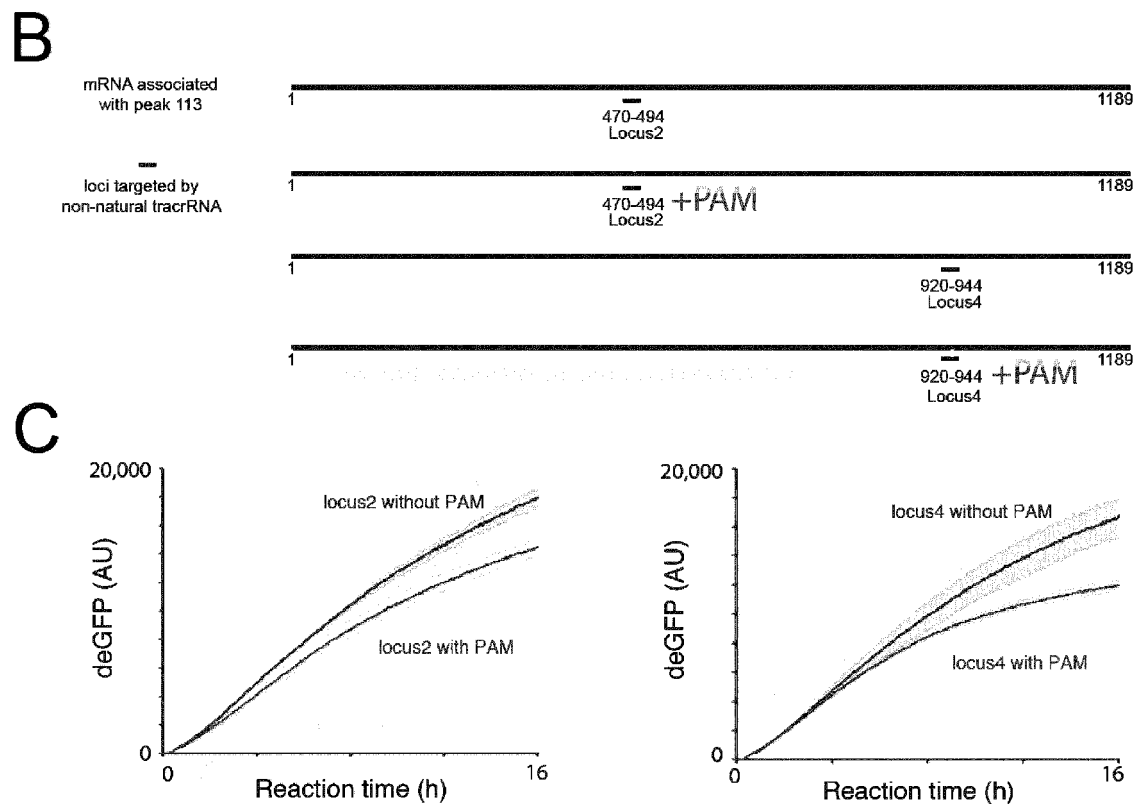 B
mRNA associated
with peak 113
1
1189
470-494
Locus2
loci targeted by
non-natural tracrRNA
1
1189
470-494 +PAM
Locus2
1
1189
920-944
Locus4
1
1189
920-944 +PAM
Locus4
C
20,000
locus2 without PAM
deGFP (AU)
locus2 with PAM
0
0
16
Reaction time (h)
20,000
locus4 without PAM
deGFP (AU)
locus4 with PAM
0
0
16
Reaction time (h)